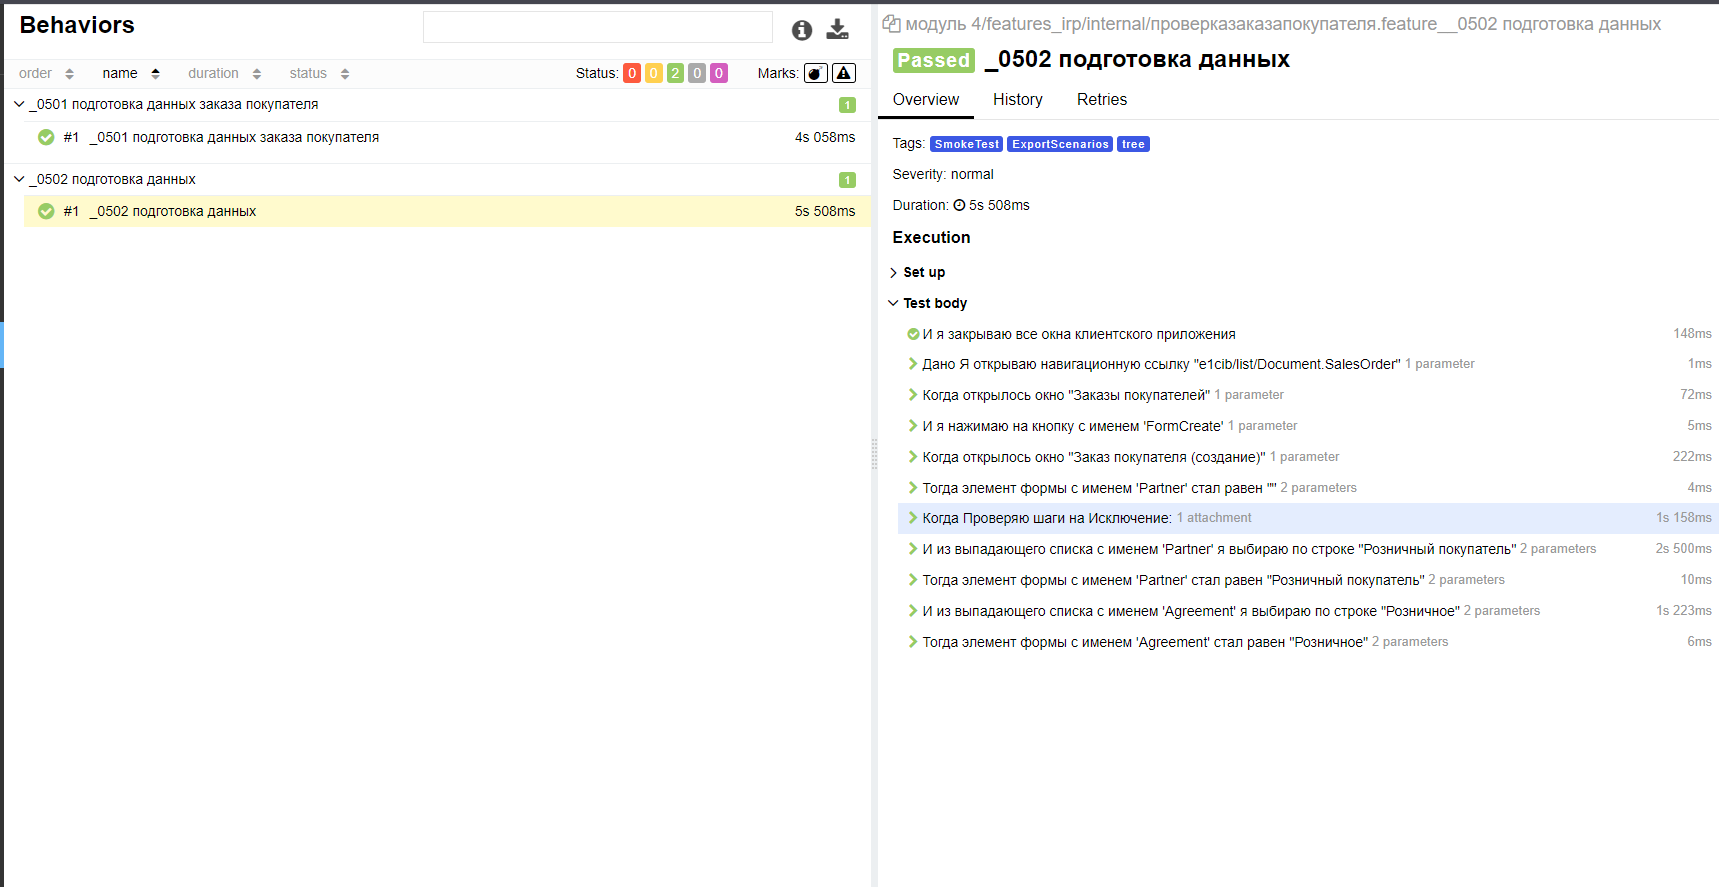 Behaviors
order name duration status Status: 0 0 2 0 0 Marks:
_0501 подготовка данных заказа покупателя 1
#1 _0501 подготовка данных заказа покупателя 4s 058ms
_0502 подготовка данных 1
#1 _0502 подготовка данных 5s 508ms
модуль 4/features_irp/internal/проверказаказапокупателя.feature__0502 подготовка данных
Passed _0502 подготовка данных
Overview History Retries
Tags: SmokeTest ExportScenarios tree
Severity: normal
Duration: 5s 508ms
Execution
Set up
Test body
И я закрываю все окна клиентского приложения 148ms
Дано Я открываю навигационную ссылку "e1cib/list/Document.SalesOrder" 1 parameter 1ms
Когда открылось окно "Заказы покупателей" 1 parameter 72ms
И я нажимаю на кнопку с именем 'FormCreate' 1 parameter 5ms
Когда открылось окно "Заказ покупателя (создание)" 1 parameter 222ms
Тогда элемент формы с именем 'Partner' стал равен "" 2 parameters 4ms
Когда Проверяю шаги на Исключение: 1 attachment 1s 158ms
И из выпадающего списка с именем 'Partner' я выбираю по строке "Розничный покупатель" 2 parameters 2s 500ms
Тогда элемент формы с именем 'Partner' стал равен "Розничный покупатель" 2 parameters 10ms
И из выпадающего списка с именем 'Agreement' я выбираю по строке "Розничное" 2 parameters 1s 223ms
Тогда элемент формы с именем 'Agreement' стал равен "Розничное" 2 parameters 6ms